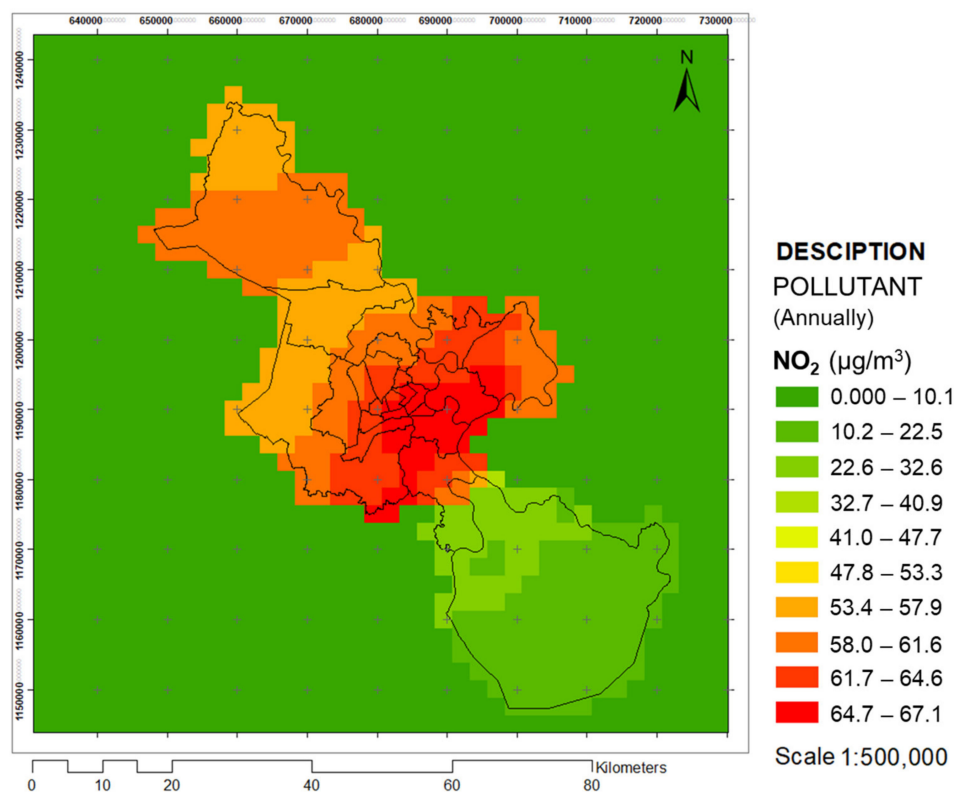 640000 650000 660000 670000 680000 690000 700000 710000 720000 730000
N
1240000
1230000
1220000
1210000
1200000
1190000
1180000
1170000
1160000
1150000
DESCIPTION
POLLUTANT
(Annually)
NO₂ (µg/m³)
0.000 – 10.1
10.2 – 22.5
22.6 – 32.6
32.7 – 40.9
41.0 – 47.7
47.8 – 53.3
53.4 – 57.9
58.0 – 61.6
61.7 – 64.6
64.7 – 67.1
Scale 1:500,000
Kilometers
0 10 20 40 60 80